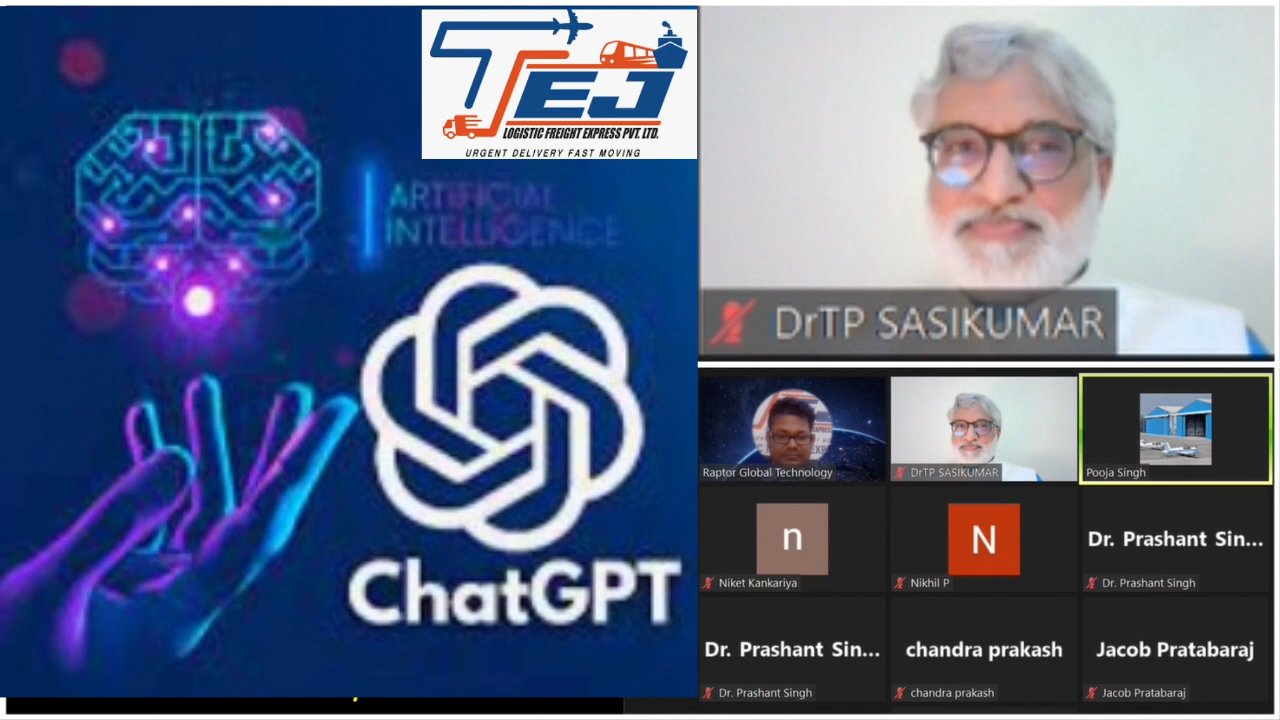 TEJ
LOGISTIC FREIGHT EXPRESS PVT. LTD.
URGENT DELIVERY FAST MOVING
ARTIFICIAL
INTELLIGENCE
ChatGPT
DrTP SASIKUMAR
Raptor Global Technology
DrTP SASIKUMAR
Pooja Singh
n
Niket Kankariya
N
Nikhil P
Dr. Prashant Sin...
Dr. Prashant Singh
Dr. Prashant Sin...
Dr. Prashant Singh
chandra prakash
chandra prakash
Jacob Pratabaraj
Jacob Pratabaraj